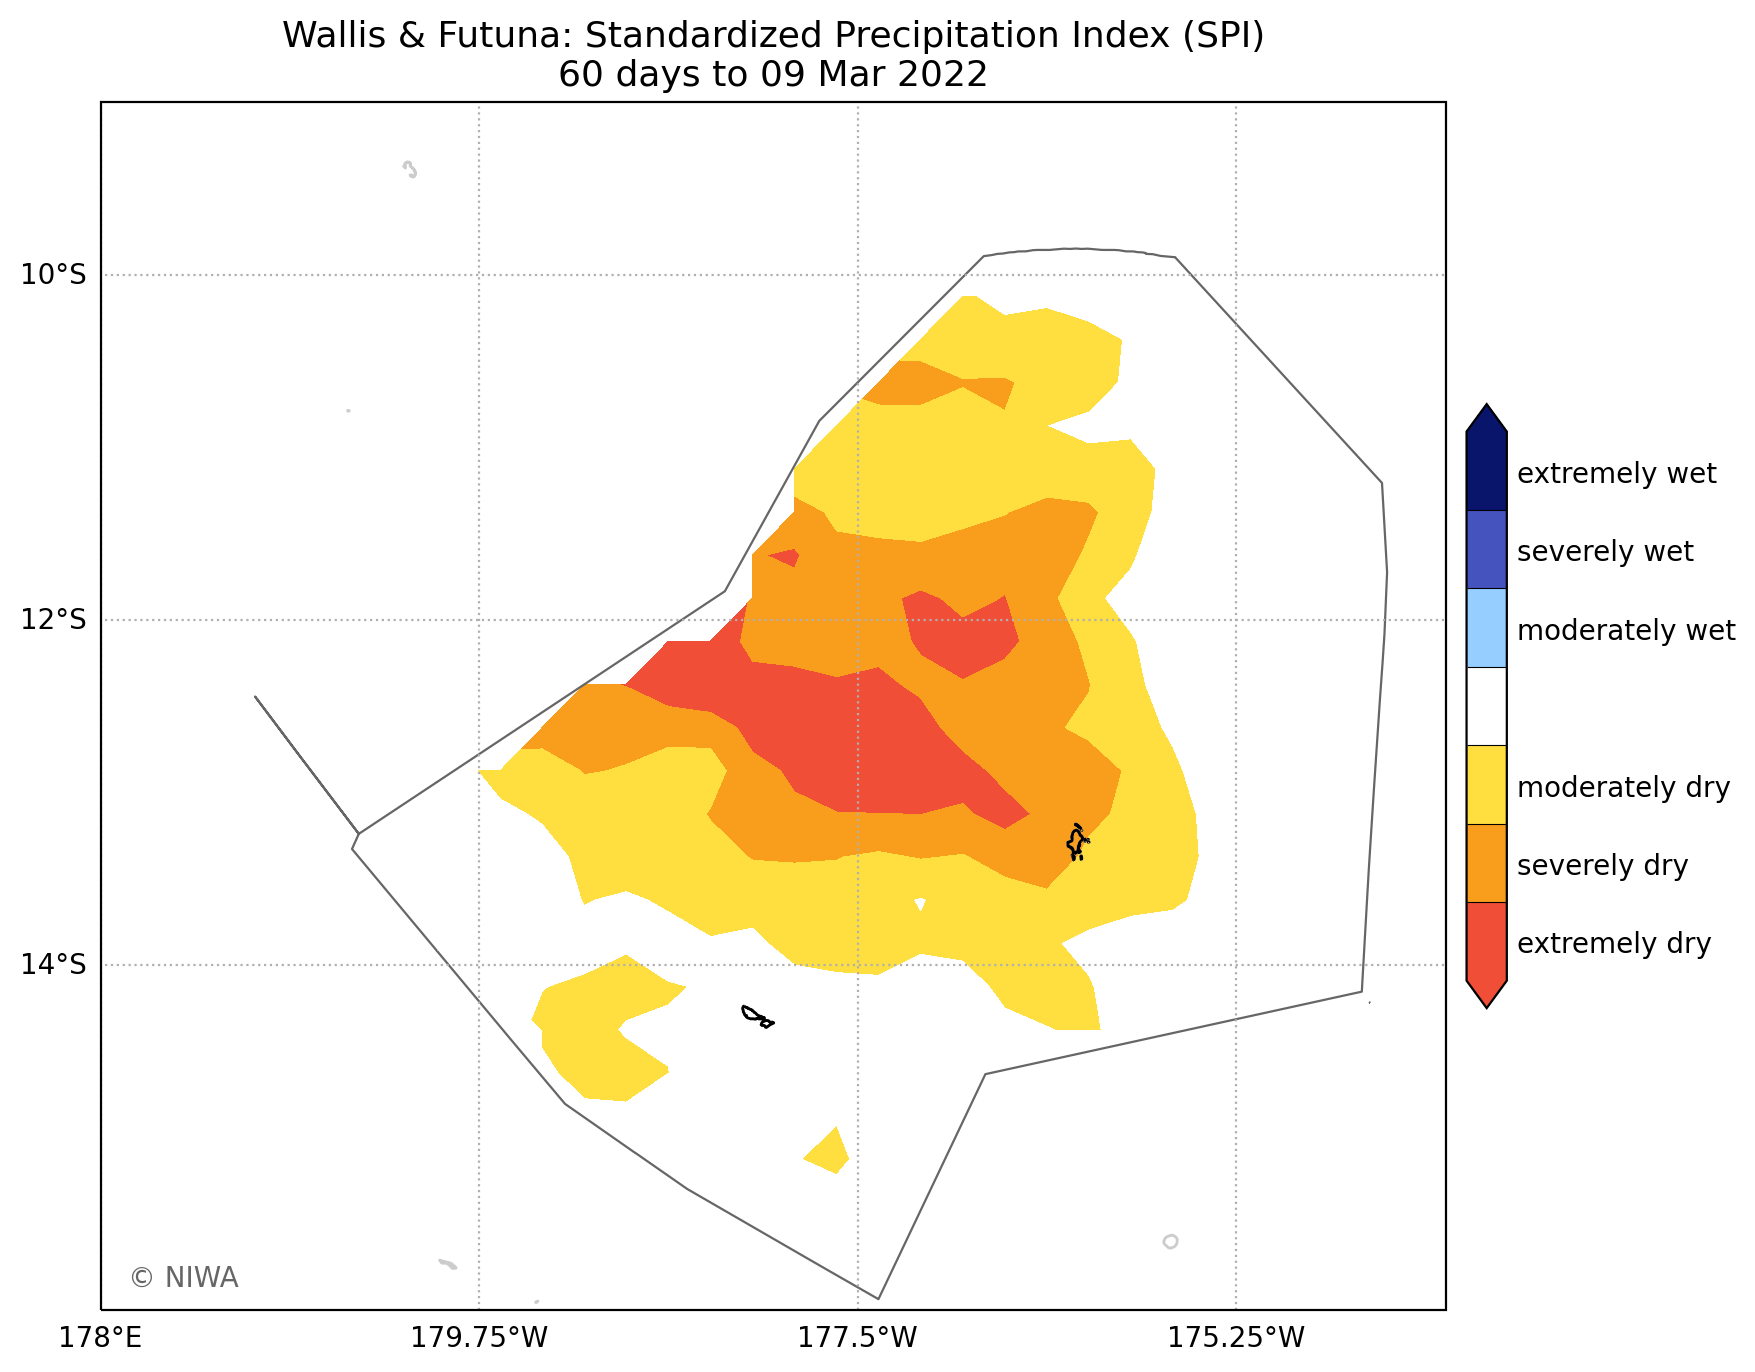 Wallis & Futuna: Standardized Precipitation Index (SPI)
60 days to 09 Mar 2022
10°S
12°S
14°S
178°E
179.75°W
177.5°W
175.25°W
extremely wet
severely wet
moderately wet
moderately dry
severely dry
extremely dry
© NIWA